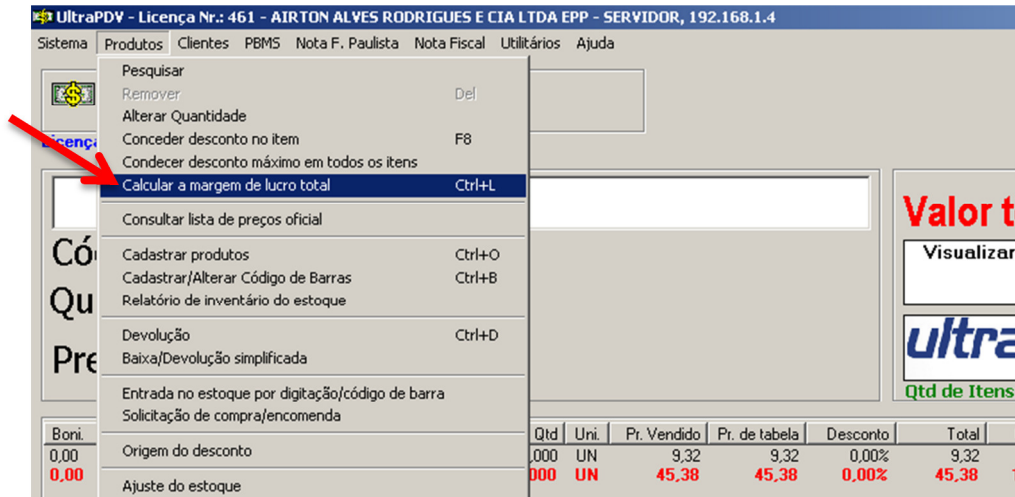 UltraPDV - Licença Nr.: 461 - AIRTON ALVES RODRIGUES E CIA LTDA EPP - SERVIDOR, 192.168.1.4
Sistema Produtos Clientes PBMS Nota F. Paulista Nota Fiscal Utilitários Ajuda
Pesquisar
Remover Del
Alterar Quantidade
Conceder desconto no item F8
Condecer desconto máximo em todos os itens
Calcular a margem de lucro total Ctrl+L
Consultar lista de preços oficial
Cadastrar produtos Ctrl+O
Cadastrar/Alterar Código de Barras Ctrl+B
Relatório de inventário do estoque
Devolução Ctrl+D
Baixa/Devolução simplificada
Entrada no estoque por digitação/código de barra
Solicitação de compra/encomenda
Origem do desconto
Ajuste do estoque
Licença
Có
Qu
Pre
Valor t
Visualizar
ultra
Qtd de Itens
Boni. Qtd Uni. Pr. Vendido Pr. de tabela Desconto Total
0,00 ,000 UN 9,32 9,32 0,00% 9,32
0,00 000 UN 45,38 45,38 0,00% 45,38